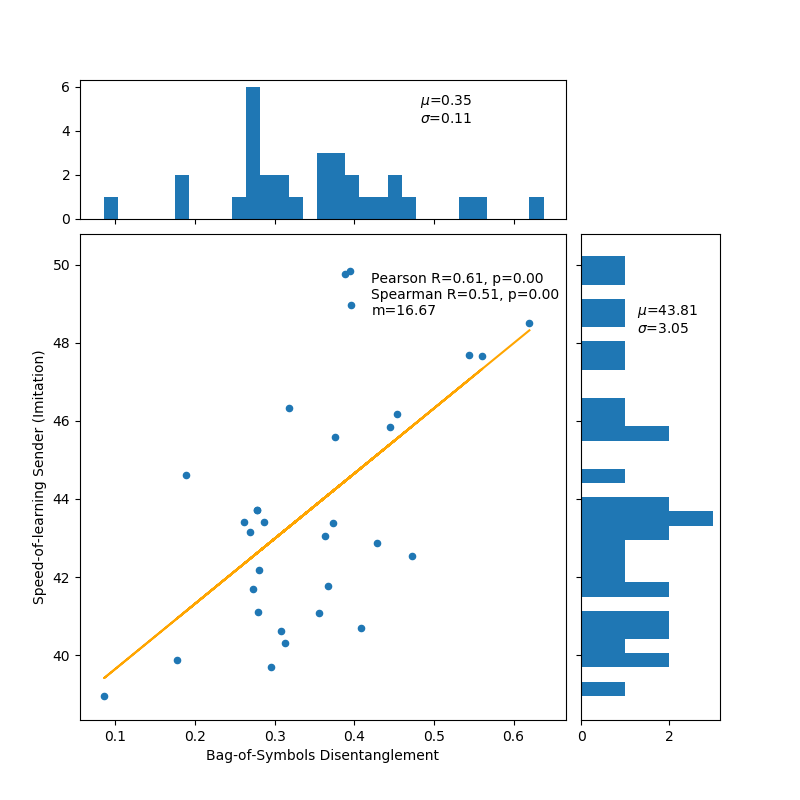 6
4
2
0
μ=0.35
σ=0.11
50
48
46
44
42
40
Speed-of-learning Sender (Imitation)
Pearson R=0.61, p=0.00
Spearman R=0.51, p=0.00
m=16.67
μ=43.81
σ=3.05
0.1 0.2 0.3 0.4 0.5 0.6
Bag-of-Symbols Disentanglement
0 2